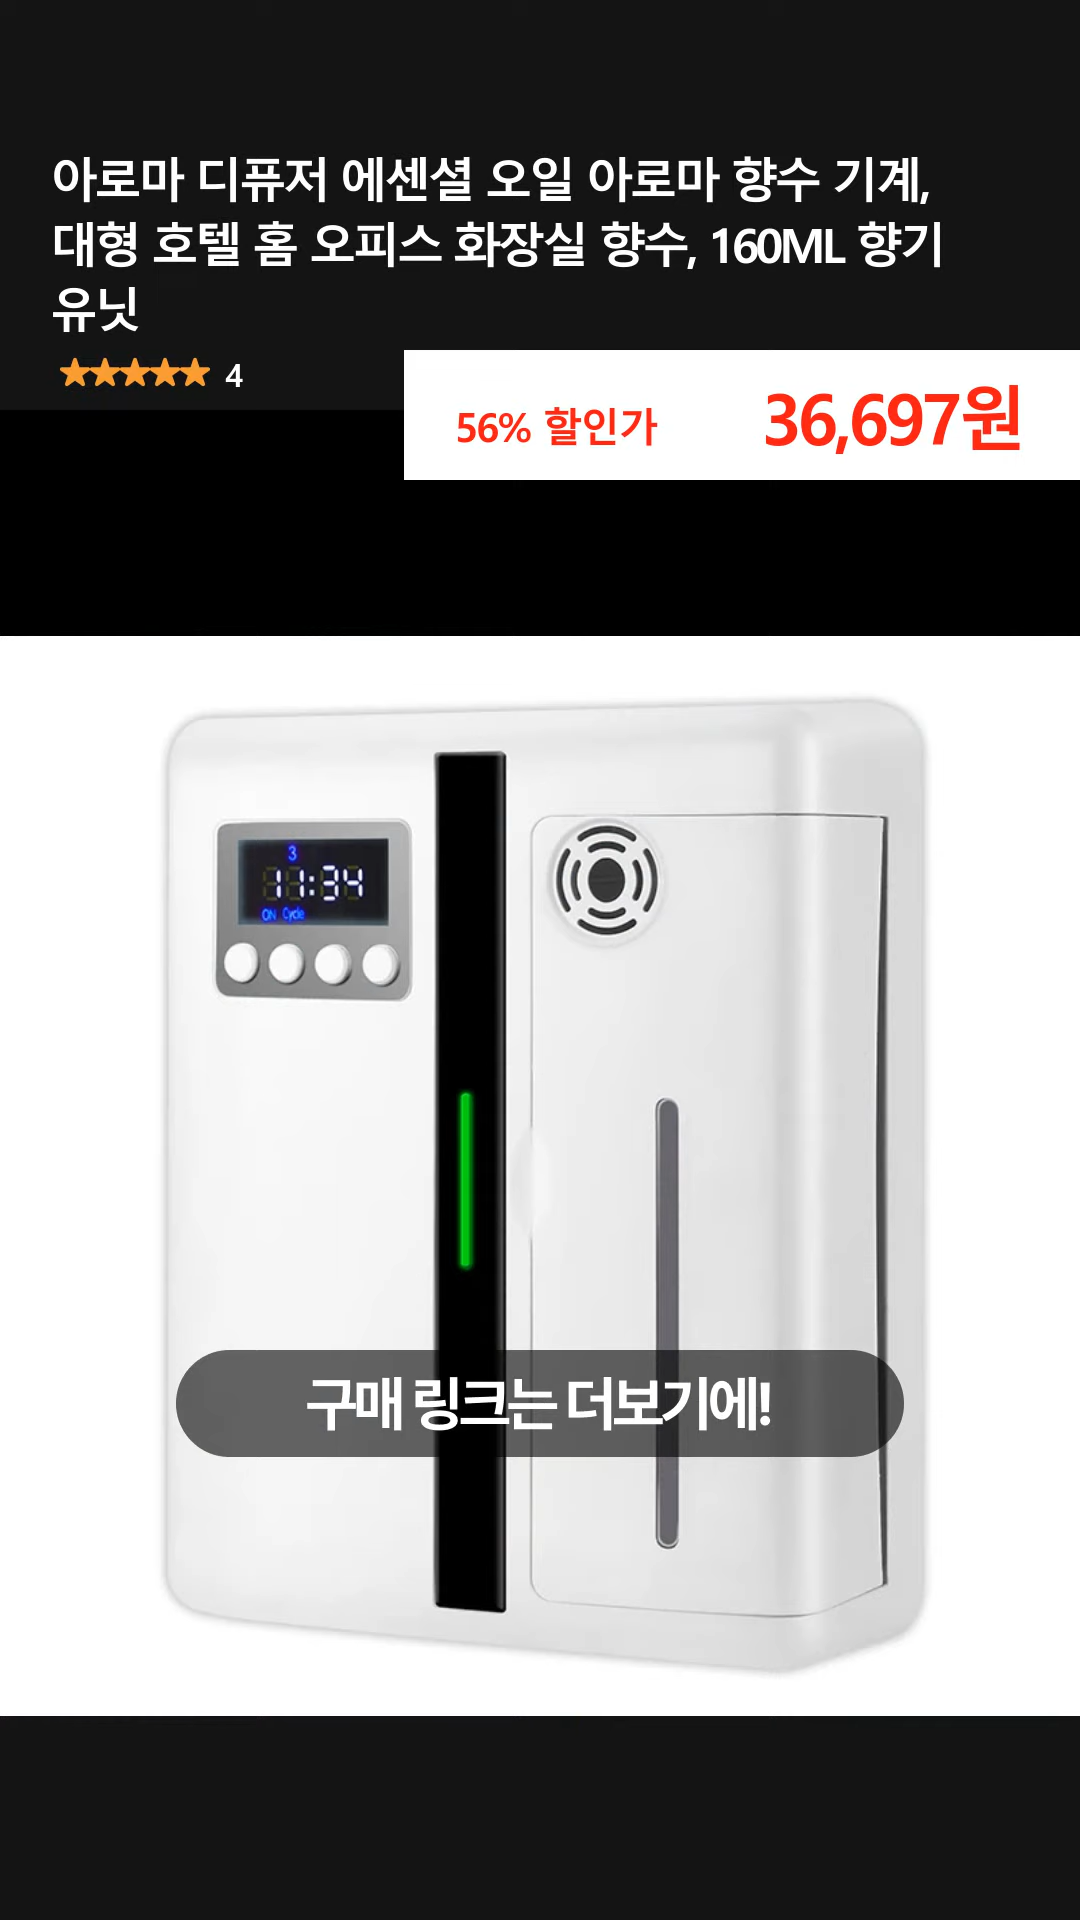 아로마 디퓨저 에센셜 오일 아로마 향수 기계,
대형 호텔 홈 오피스 화장실 향수, 160ML 향기
유닛
★★★★★ 4
56% 할인가 36,697원
3
11:34
ON Cycle
구매 링크는 더보기에!